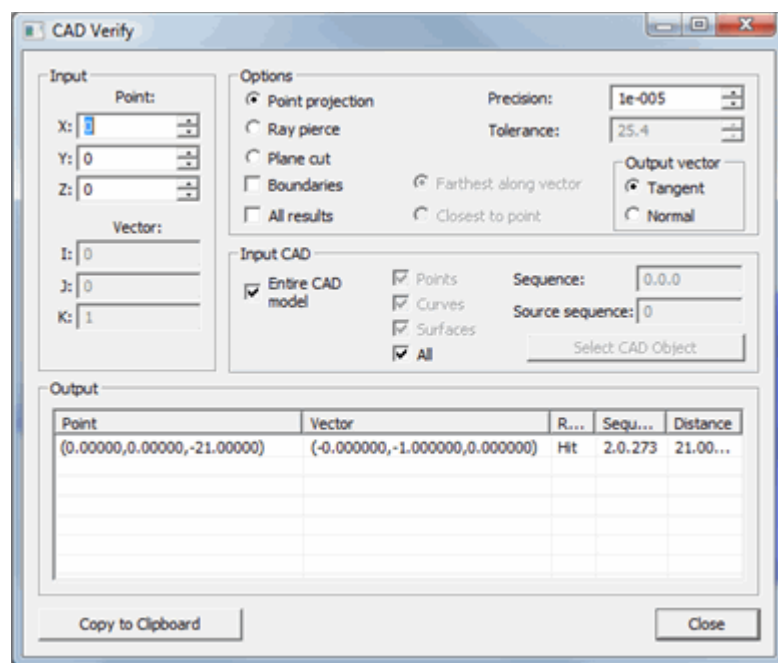 CAD Verify
Input
Point:
X: 0
Y: 0
Z: 0
Vector:
I: 0
J: 0
K: 1
Options
Point projection
Ray pierce
Plane cut
Boundaries
All results
Farthest along vector
Closest to point
Precision: 1e-005
Tolerance: 25.4
Output vector
Tangent
Normal
Input CAD
Entire CAD
model
Points
Curves
Surfaces
All
Sequence: 0.0.0
Source sequence: 0
Select CAD Object
Output
Point Vector R... Sequ... Distance
(0.00000,0.00000,-21.00000) (-0.000000,-1.000000,0.000000) Hit 2.0.273 21.00...
Copy to Clipboard
Close